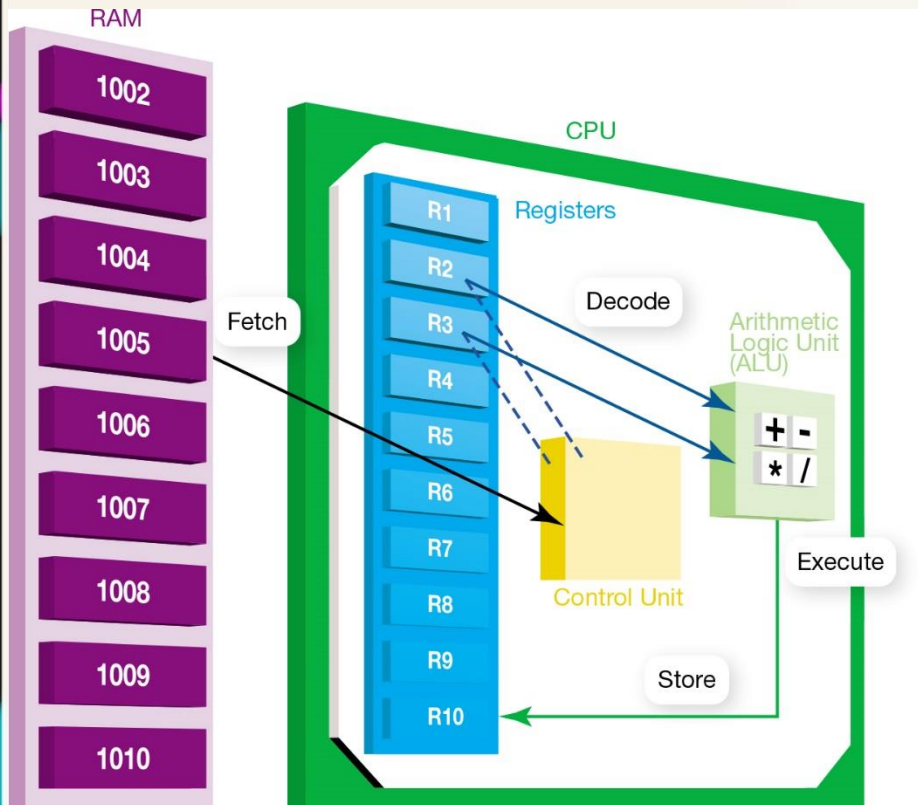 RAM
1002
1003
1004
1005
1006
1007
1008
1009
1010
Fetch
CPU
Registers
R1
R2
R3
R4
R5
R6
R7
R8
R9
R10
Decode
Arithmetic
Logic Unit
(ALU)
+ -
* /
Control Unit
Execute
Store